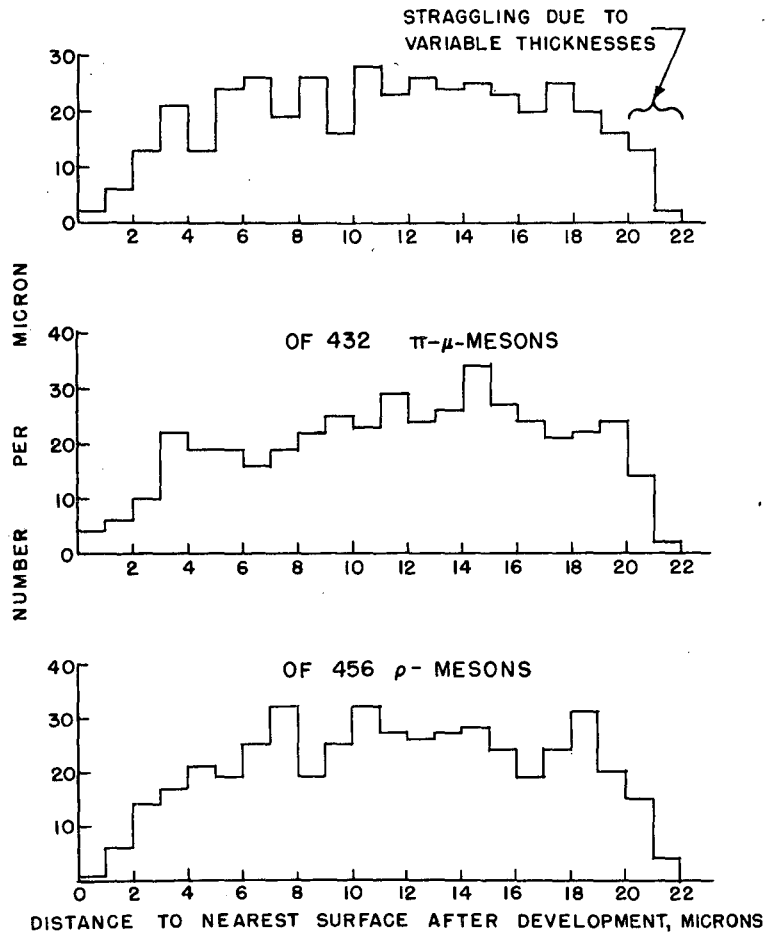 STRAGGLING DUE TO
VARIABLE THICKNESSES
30
20
10
0
2 4 6 8 10 12 14 16 18 20 22
NUMBER PER MICRON
OF 432 π-μ-MESONS
40
30
20
10
0
2 4 6 8 10 12 14 16 18 20 22
OF 456 ρ- MESONS
40
30
20
10
0 2 4 6 8 10 12 14 16 18 20 22
DISTANCE TO NEAREST SURFACE AFTER DEVELOPMENT, MICRONS